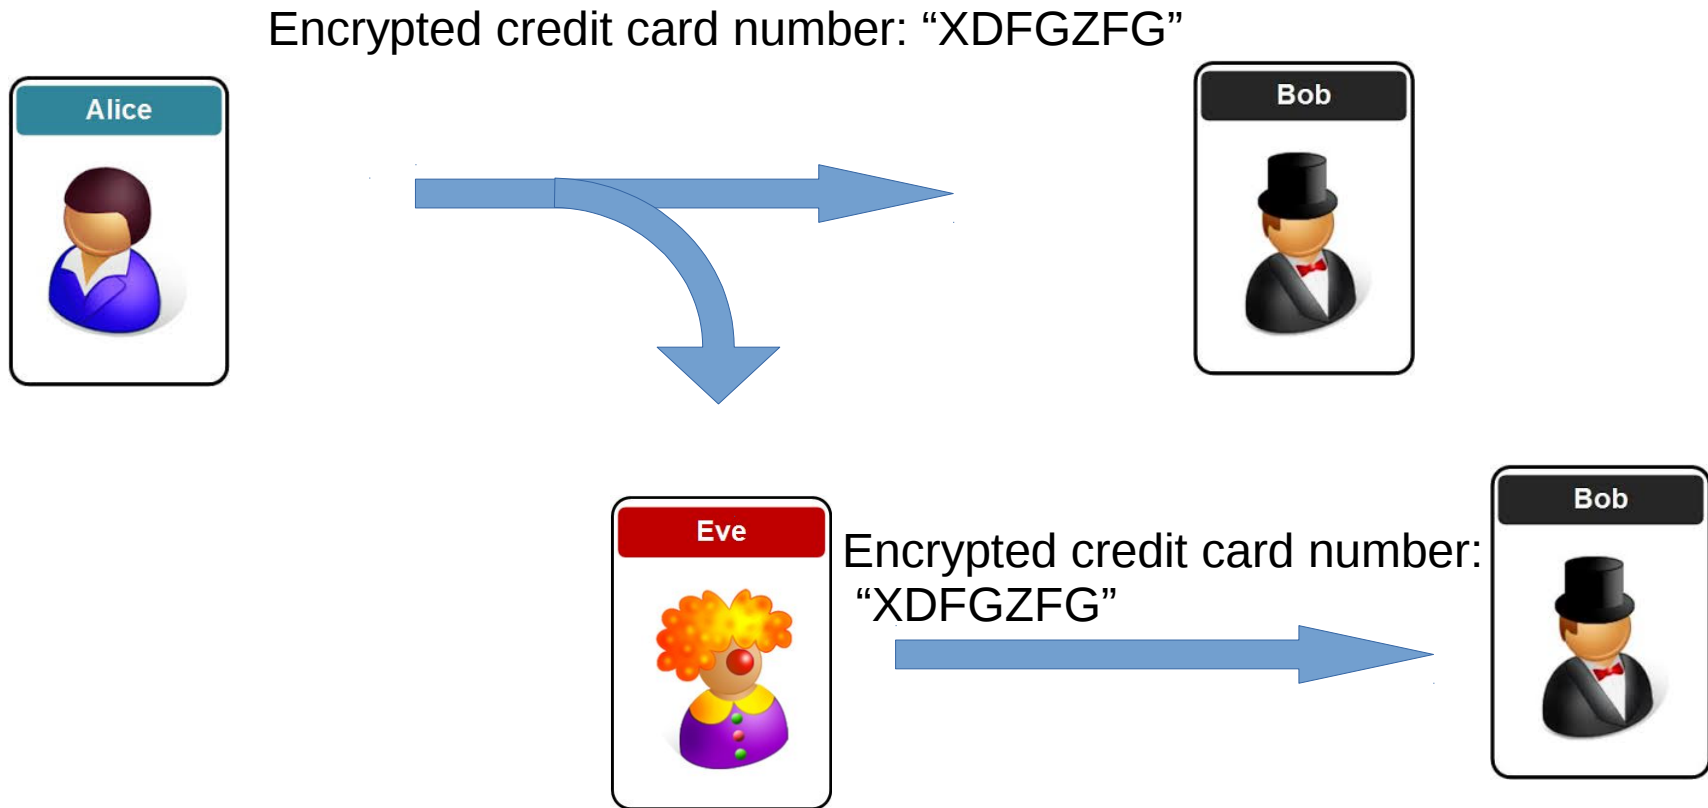 Encrypted credit card number: “XDFGZFG”
Alice
Bob
Eve
Encrypted credit card number:
“XDFGZFG”
Bob